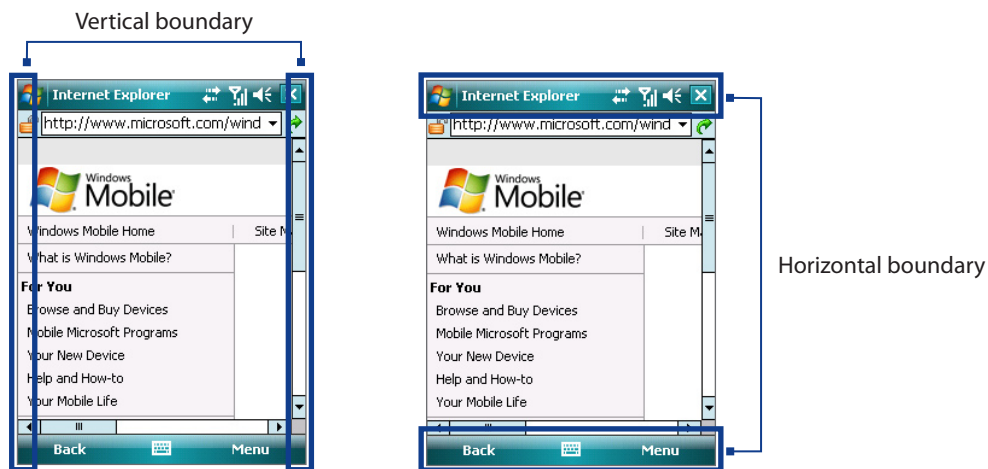 Vertical boundary
Internet Explorer
http://www.microsoft.com/wind
Windows
Mobile
Windows Mobile Home | Site M
What is Windows Mobile?
For You
Browse and Buy Devices
Mobile Microsoft Programs
Your New Device
Help and How-to
Your Mobile Life
Back Menu
Internet Explorer
http://www.microsoft.com/wind
Windows
Mobile
Windows Mobile Home | Site M
What is Windows Mobile?
For You
Browse and Buy Devices
Mobile Microsoft Programs
Your New Device
Help and How-to
Your Mobile Life
Back Menu
Horizontal boundary